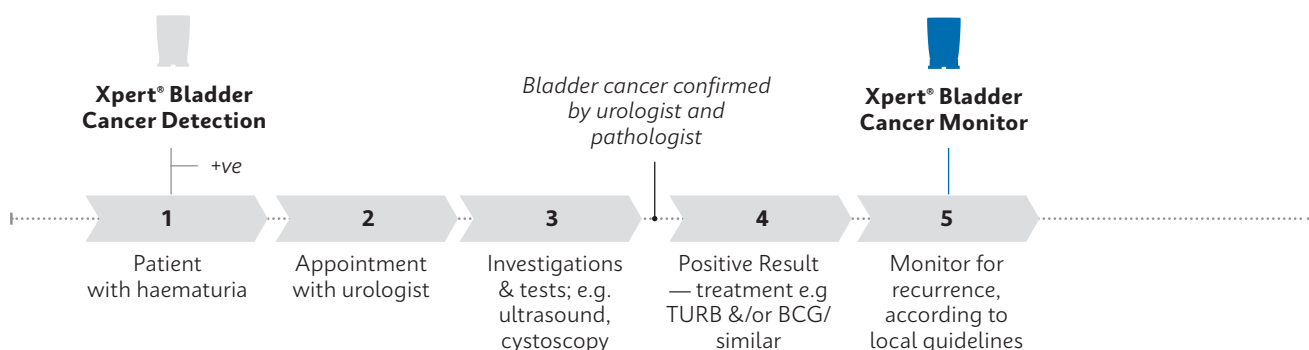 Xpert® Bladder
Cancer Detection
+ve
Bladder cancer confirmed
by urologist and
pathologist
Xpert® Bladder
Cancer Monitor
1
Patient
with haematuria
2
Appointment
with urologist
3
Investigations
& tests; e.g.
ultrasound,
cystoscopy
4
Positive Result
— treatment e.g
TURB &/or BCG/
similar
5
Monitor for
recurrence,
according to
local guidelines